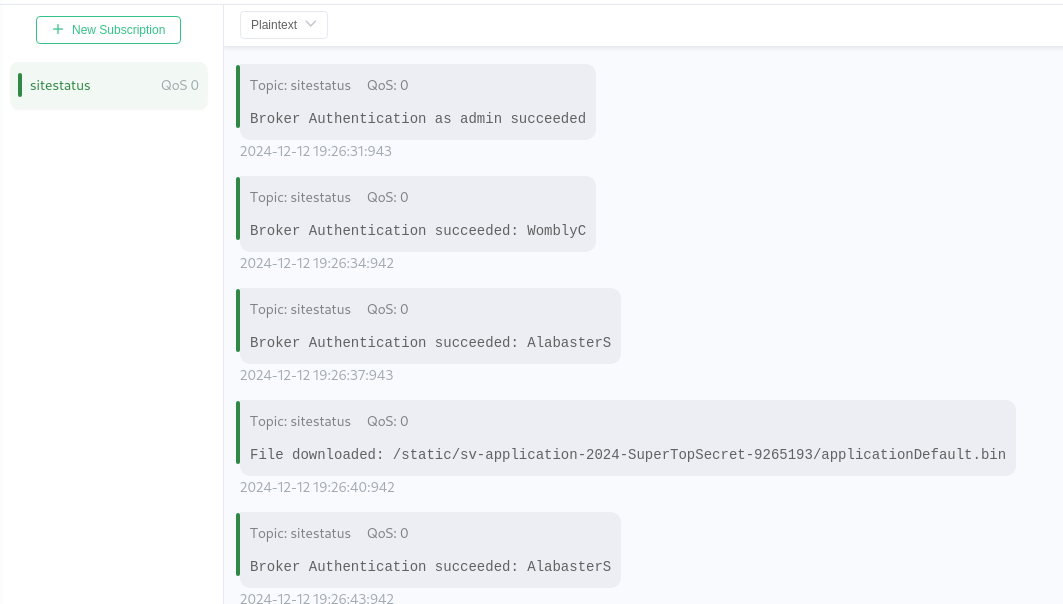 New Subscription
Plaintext
sitestatus QoS 0
Topic: sitestatus QoS: 0
Broker Authentication as admin succeeded
2024-12-12 19:26:31:943
Topic: sitestatus QoS: 0
Broker Authentication succeeded: WomblyC
2024-12-12 19:26:34:942
Topic: sitestatus QoS: 0
Broker Authentication succeeded: AlabasterS
2024-12-12 19:26:37:943
Topic: sitestatus QoS: 0
File downloaded: /static/sv-application-2024-SuperTopSecret-9265193/applicationDefault.bin
2024-12-12 19:26:40:942
Topic: sitestatus QoS: 0
Broker Authentication succeeded: AlabasterS
2024-12-12 19:26:43:942